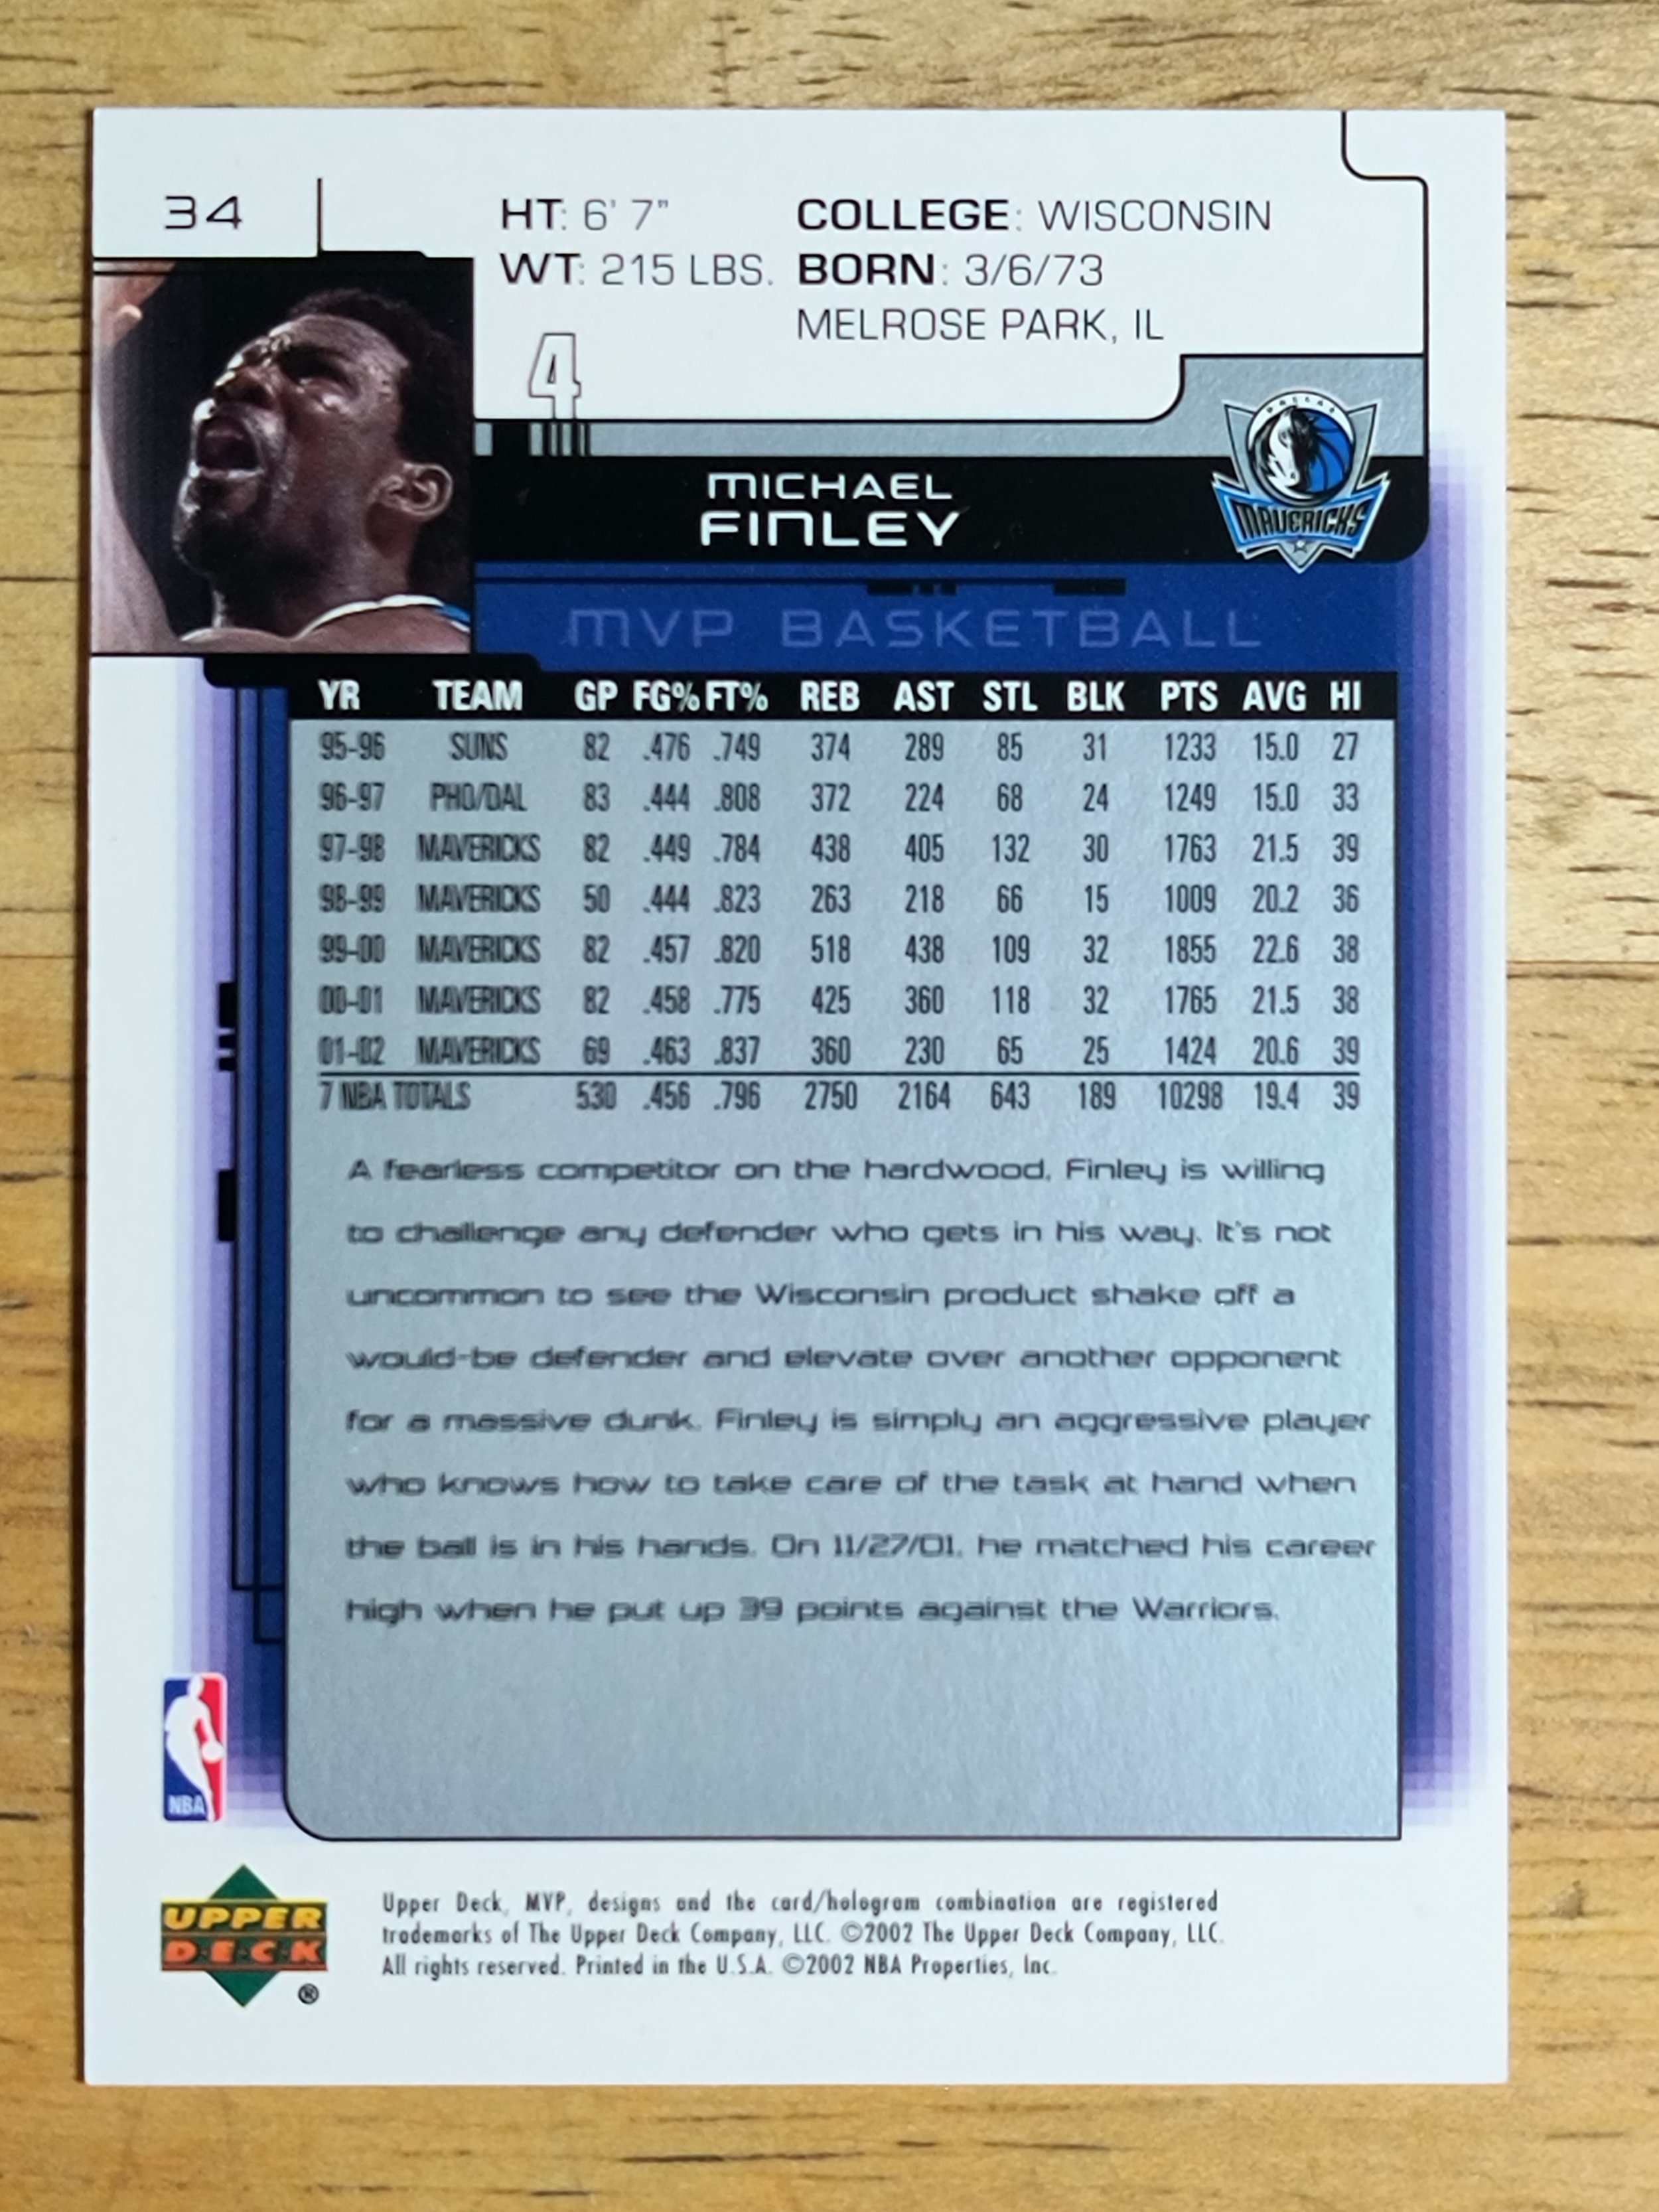 34
HT: 6' 7" COLLEGE: WISCONSIN
WT: 215 LBS. BORN: 3/6/73
MELROSE PARK, IL
4
DALLAS
MAVERICKS
MICHAEL
FINLEY
MVP BASKETBALL
YR TEAM GP FG% FT% REB AST STL BLK PTS AVG HI
95-96 SUNS 82 .476 .749 374 289 85 31 1233 15.0 27
96-97 PHO/DAL 83 .444 .808 372 224 68 24 1249 15.0 33
97-98 MAVERICKS 82 .449 .784 438 405 132 30 1763 21.5 39
98-99 MAVERICKS 50 .444 .823 263 218 66 15 1009 20.2 36
99-00 MAVERICKS 82 .457 .820 518 438 109 32 1855 22.6 38
00-01 MAVERICKS 82 .458 .775 425 360 118 32 1765 21.5 38
01-02 MAVERICKS 69 .463 .837 360 230 65 25 1424 20.6 39
7 NBA TOTALS 530 .456 .796 2750 2164 643 189 10298 19.4 39
A fearless competitor on the hardwood, Finley is willing
to challenge any defender who gets in his way. It's not
uncommon to see the Wisconsin product shake off a
would-be defender and elevate over another opponent
for a massive dunk. Finley is simply an aggressive player
who knows how to take care of the task at hand when
the ball is in his hands. On 11/27/01, he matched his career
high when he put up 39 points against the Warriors.
NBA
UPPER
DECK
®
Upper Deck, MVP, designs and the card/hologram combination are registered
trademarks of The Upper Deck Company, LLC. ©2002 The Upper Deck Company, LLC.
All rights reserved. Printed in the U.S.A. ©2002 NBA Properties, Inc.